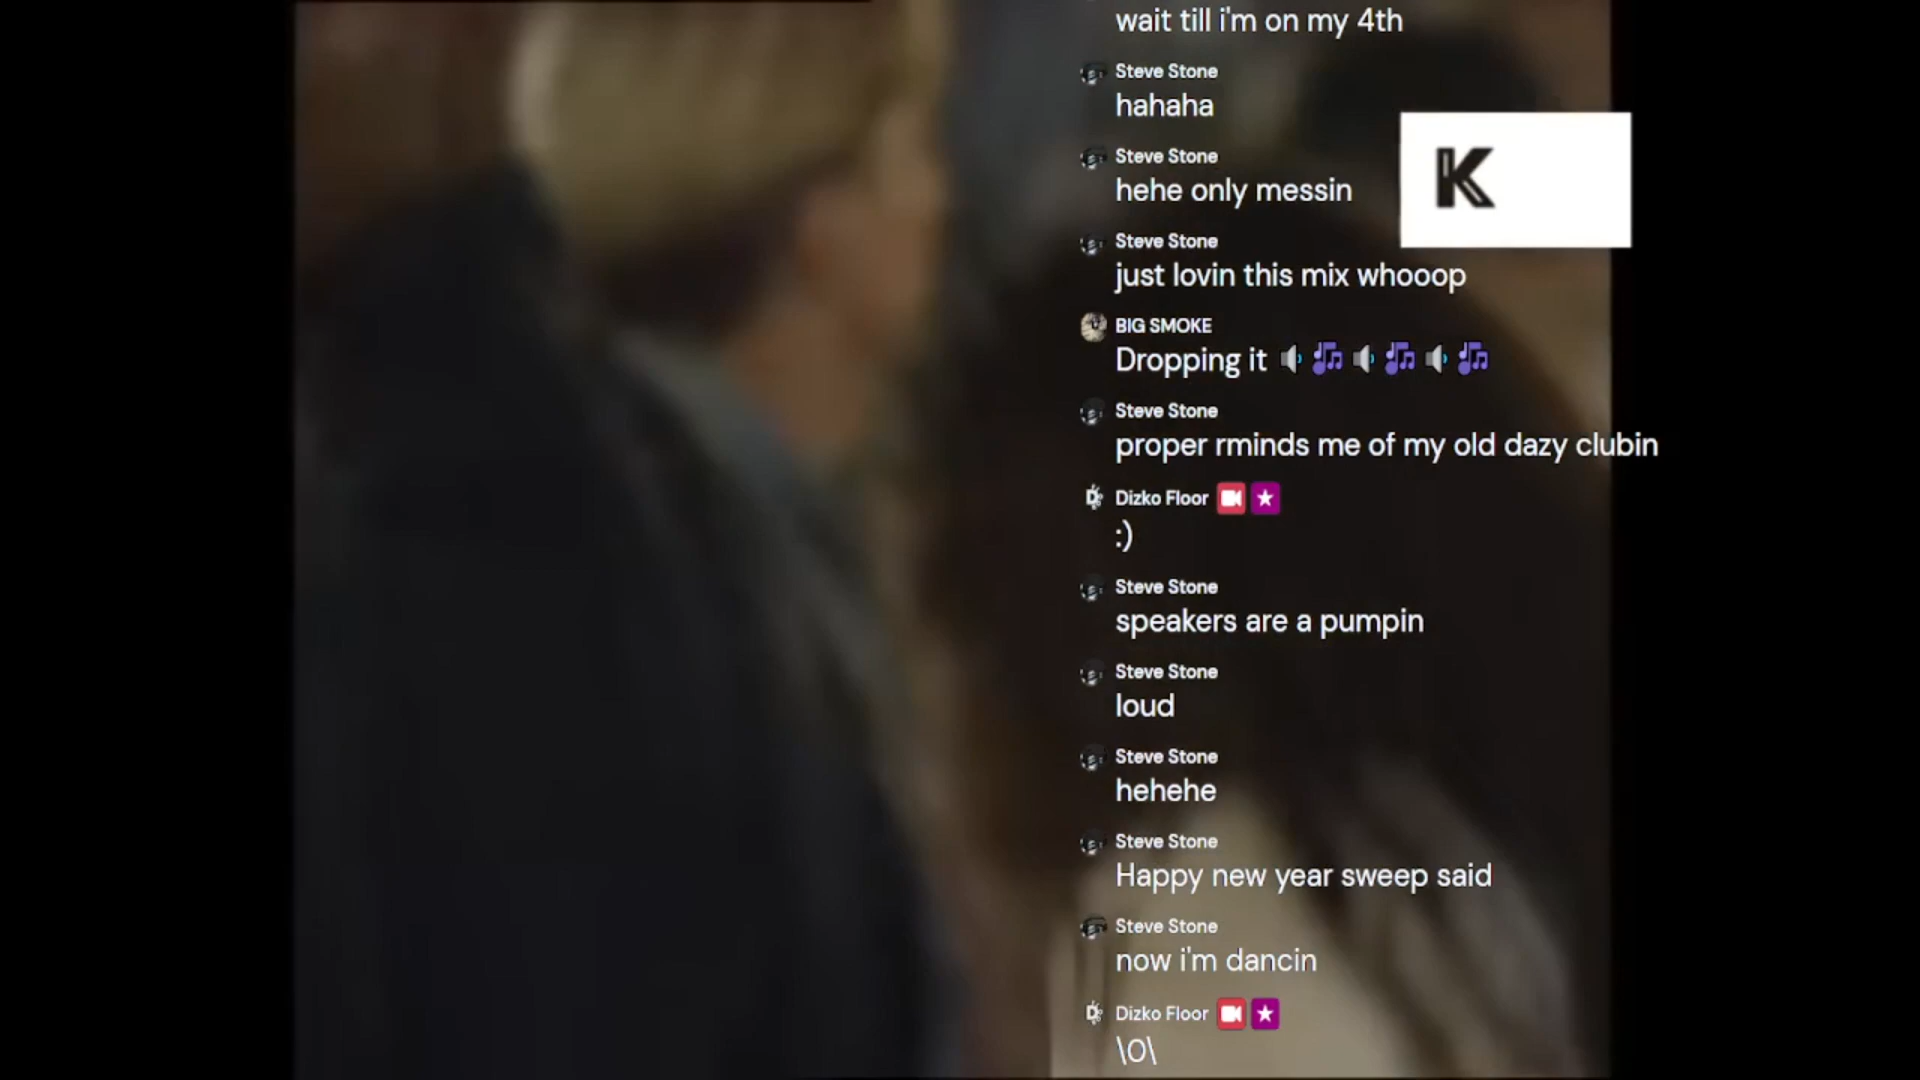 wait till i'm on my 4th
Steve Stone
hahaha
Steve Stone
hehe only messin
K
Steve Stone
just lovin this mix whooop
BIG SMOKE
Dropping it 🔈🎶🔈🎶🔈🎶
Steve Stone
proper rminds me of my old dazy clubin
Dizko Floor
:)
Steve Stone
speakers are a pumpin
Steve Stone
loud
Steve Stone
hehehe
Steve Stone
Happy new year sweep said
Steve Stone
now i'm dancin
Dizko Floor
\O\